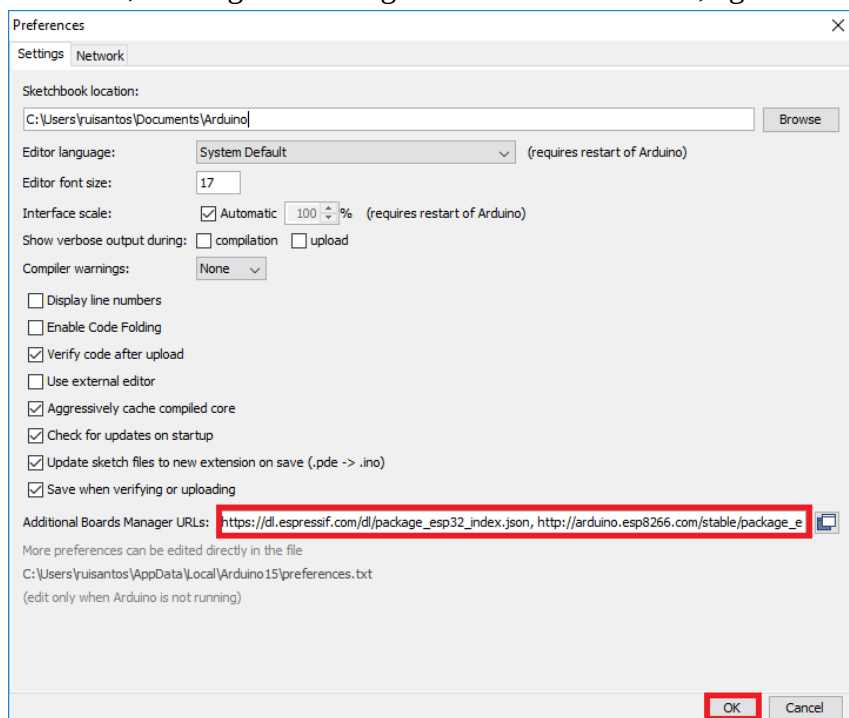 Preferences
Settings Network
Sketchbook location:
C:\Users\ruisantos\Documents\Arduino Browse
Editor language: System Default (requires restart of Arduino)
Editor font size: 17
Interface scale: Automatic 100 % (requires restart of Arduino)
Show verbose output during: compilation upload
Compiler warnings: None
Display line numbers
Enable Code Folding
Verify code after upload
Use external editor
Aggressively cache compiled core
Check for updates on startup
Update sketch files to new extension on save (.pde -> .ino)
Save when verifying or uploading
Additional Boards Manager URLs: https://dl.espressif.com/dl/package_esp32_index.json, http://arduino.esp8266.com/stable/package_e
More preferences can be edited directly in the file
C:\Users\ruisantos\AppData\Local\Arduino15\preferences.txt
(edit only when Arduino is not running)
OK Cancel